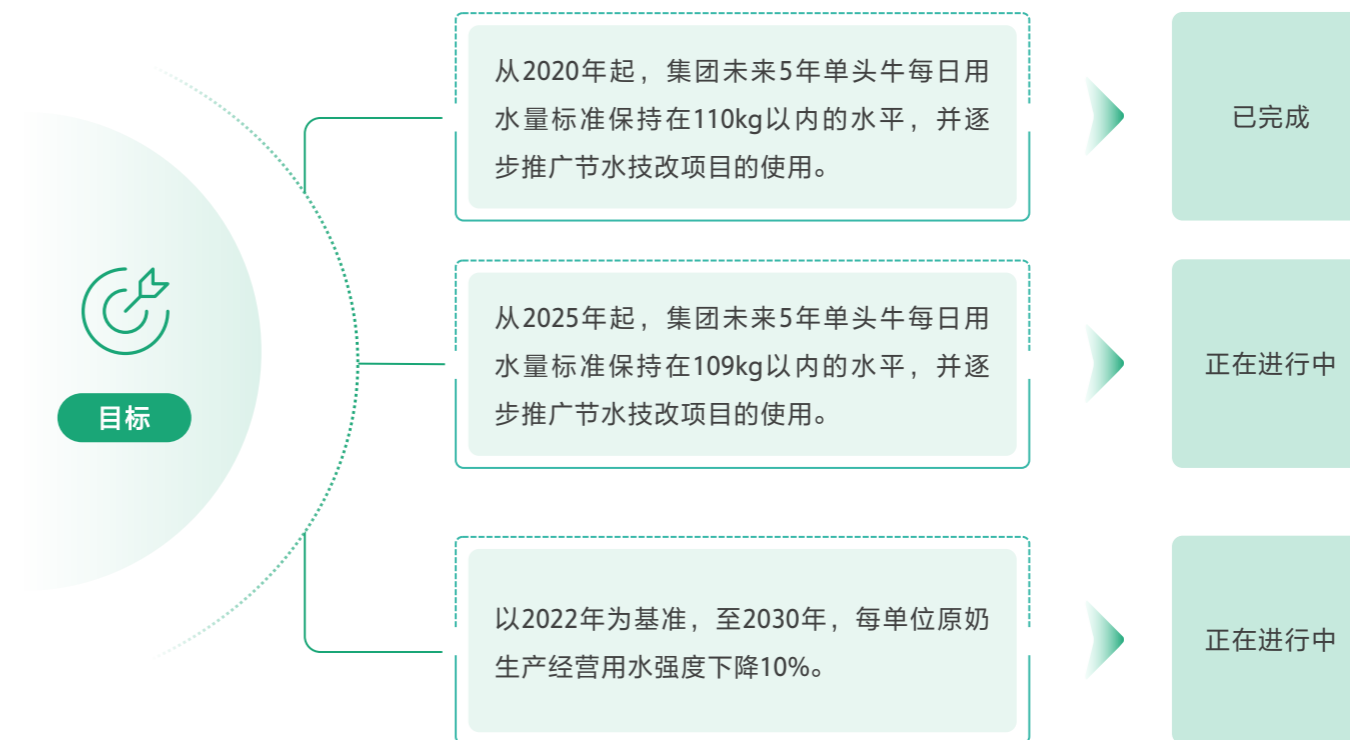 目标
从2020年起，集团未来5年单头牛每日用
水量标准保持在110kg以内的水平，并逐
步推广节水技改项目的使用。
已完成
从2025年起，集团未来5年单头牛每日用
水量标准保持在109kg以内的水平，并逐
步推广节水技改项目的使用。
正在进行中
以2022年为基准，至2030年，每单位原奶
生产经营用水强度下降10%。
正在进行中